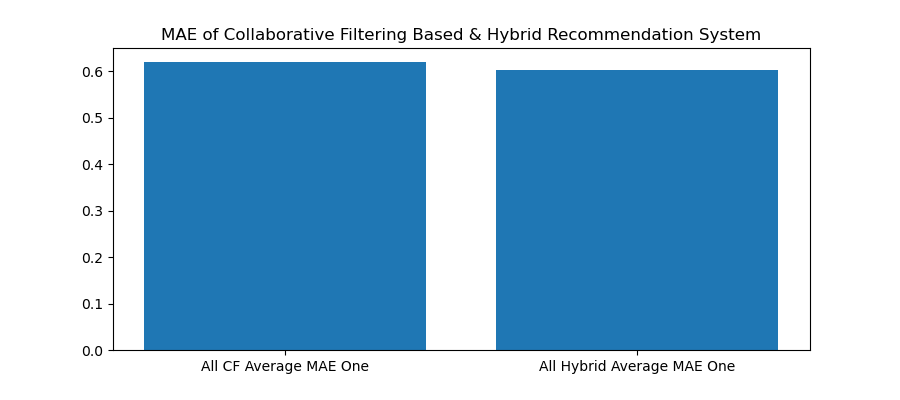 MAE of Collaborative Filtering Based & Hybrid Recommendation System
0.6
0.5
0.4
0.3
0.2
0.1
0.0
All CF Average MAE One
All Hybrid Average MAE One